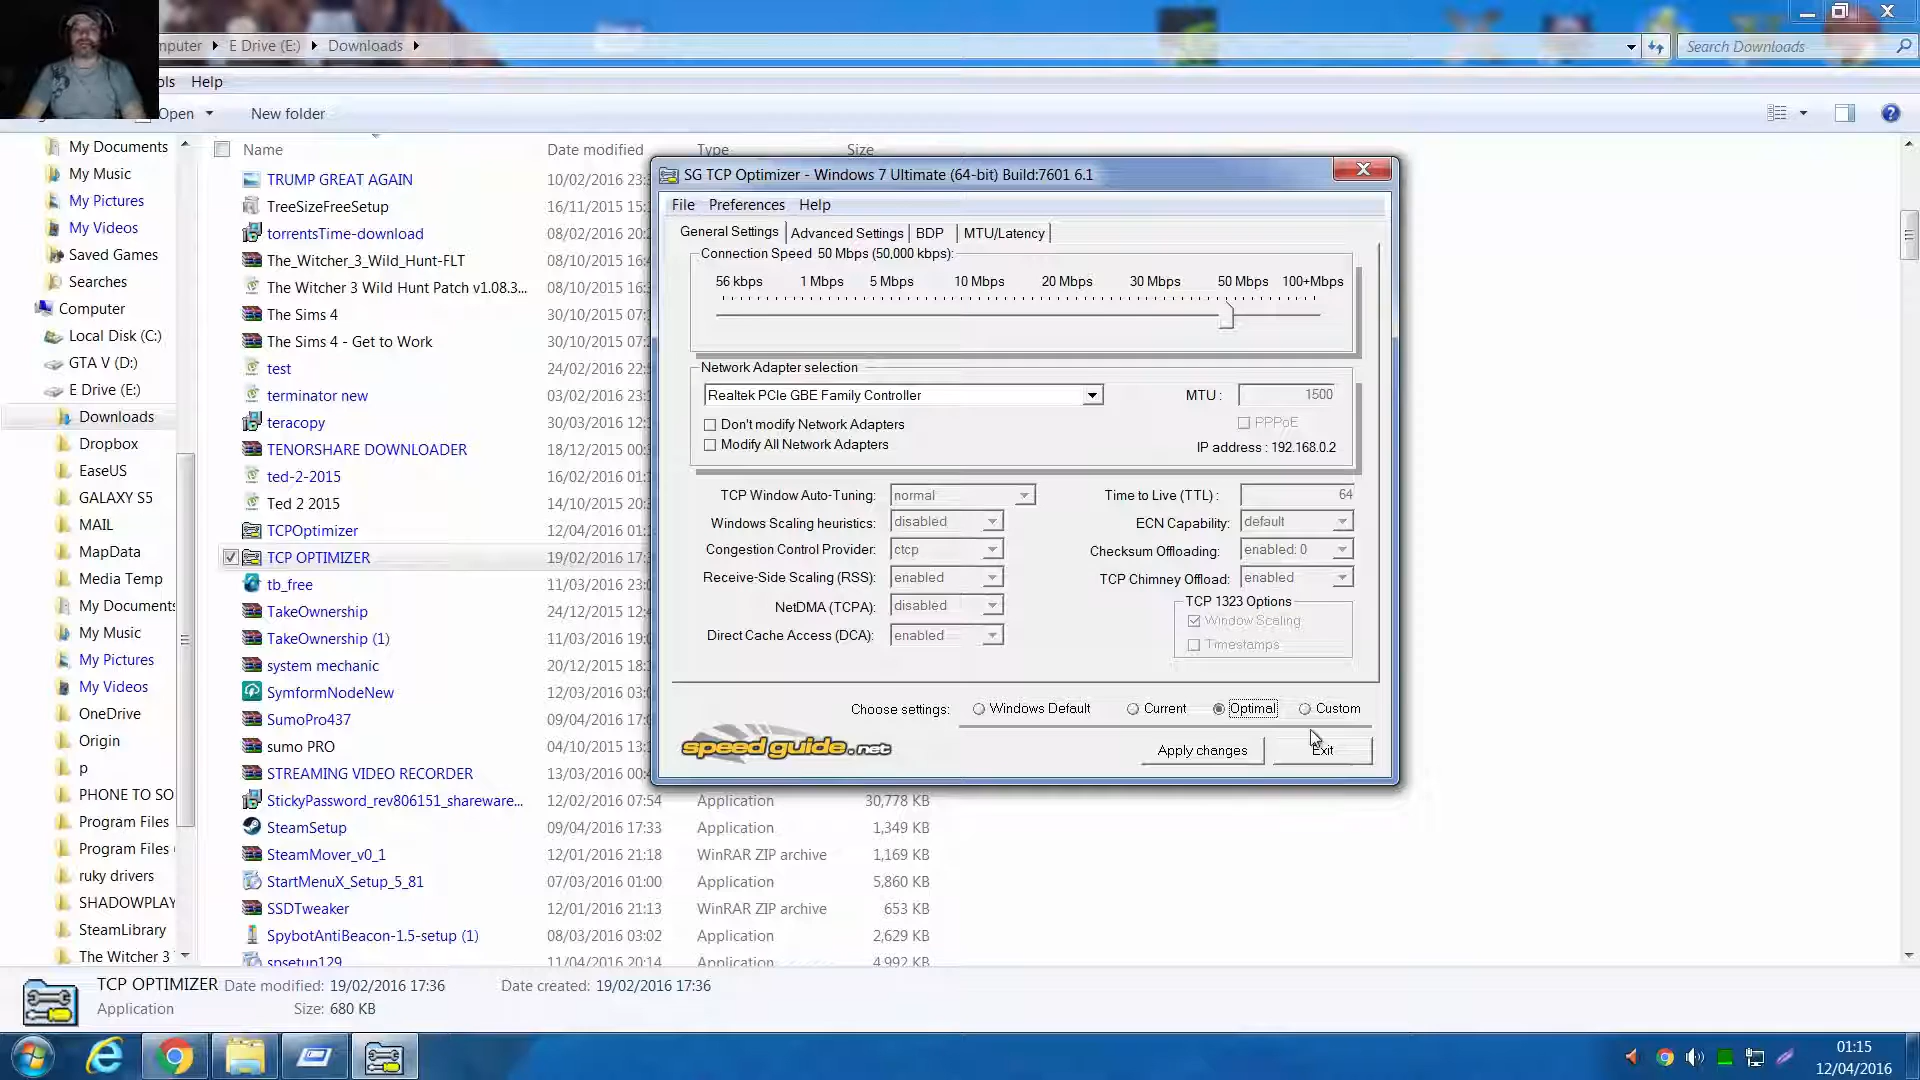 mputer ▸ E Drive (E:) ▸ Downloads ▸
Search Downloads
ols Help
Open New folder
My Documents
My Music
My Pictures
My Videos
Saved Games
Searches
Computer
Local Disk (C:)
GTA V (D:)
E Drive (E:)
Downloads
Dropbox
EaseUS
GALAXY S5
MAIL
MapData
Media Temp
My Documents
My Music
My Pictures
My Videos
OneDrive
Origin
p
PHONE TO SO
Program Files
Program Files
ruky drivers
SHADOWPLAY
SteamLibrary
The Witcher 3
Name Date modified Type Size
TRUMP GREAT AGAIN 10/02/2016 23:
TreeSizeFreeSetup 16/11/2015 15:
torrentsTime-download 08/02/2016 20:
The_Witcher_3_Wild_Hunt-FLT 08/10/2015 16:
The Witcher 3 Wild Hunt Patch v1.08.3... 08/10/2015 16:
The Sims 4 30/10/2015 07:
The Sims 4 - Get to Work 30/10/2015 07:
test 24/02/2016 22:
terminator new 03/02/2016 23:
teracopy 30/03/2016 12:
TENORSHARE DOWNLOADER 18/12/2015 00:
ted-2-2015 16/02/2016 01:
Ted 2 2015 14/10/2015 20:
TCPOptimizer 12/04/2016 01:
TCP OPTIMIZER 19/02/2016 17:
tb_free 11/03/2016 23:
TakeOwnership 24/12/2015 12:
TakeOwnership (1) 11/03/2016 19:
system mechanic 20/12/2015 18:
SymformNodeNew 12/03/2016 03:
SumoPro437 09/04/2016 17:
sumo PRO 04/10/2015 13:
STREAMING VIDEO RECORDER 13/03/2016 00:
StickyPassword_rev806151_shareware... 12/02/2016 07:54 Application 30,778 KB
SteamSetup 09/04/2016 17:33 Application 1,349 KB
SteamMover_v0_1 12/01/2016 21:18 WinRAR ZIP archive 1,169 KB
StartMenuX_Setup_5_81 07/03/2016 01:00 Application 5,860 KB
SSDTweaker 12/01/2016 21:13 WinRAR ZIP archive 653 KB
SpybotAntiBeacon-1.5-setup (1) 08/03/2016 03:02 Application 2,629 KB
spsetup129 11/04/2016 20:14 Application 4,992 KB
SG TCP Optimizer - Windows 7 Ultimate (64-bit) Build:7601 6.1
File Preferences Help
General Settings Advanced Settings BDP MTU/Latency
Connection Speed 50 Mbps (50,000 kbps):
56 kbps 1 Mbps 5 Mbps 10 Mbps 20 Mbps 30 Mbps 50 Mbps 100+Mbps
Network Adapter selection
Realtek PCIe GBE Family Controller MTU : 1500
Don't modify Network Adapters PPPoE
Modify All Network Adapters IP address : 192.168.0.2
TCP Window Auto-Tuning: normal Time to Live (TTL) : 64
Windows Scaling heuristics: disabled ECN Capability: default
Congestion Control Provider: ctcp Checksum Offloading: enabled: 0
Receive-Side Scaling (RSS): enabled TCP Chimney Offload: enabled
NetDMA (TCPA): disabled TCP 1323 Options
Window Scaling
Direct Cache Access (DCA): enabled Timestamps
Choose settings: Windows Default Current Optimal Custom
speed guide.net Apply changes Exit
TCP OPTIMIZER Date modified: 19/02/2016 17:36 Date created: 19/02/2016 17:36
Application Size: 680 KB
01:15
12/04/2016